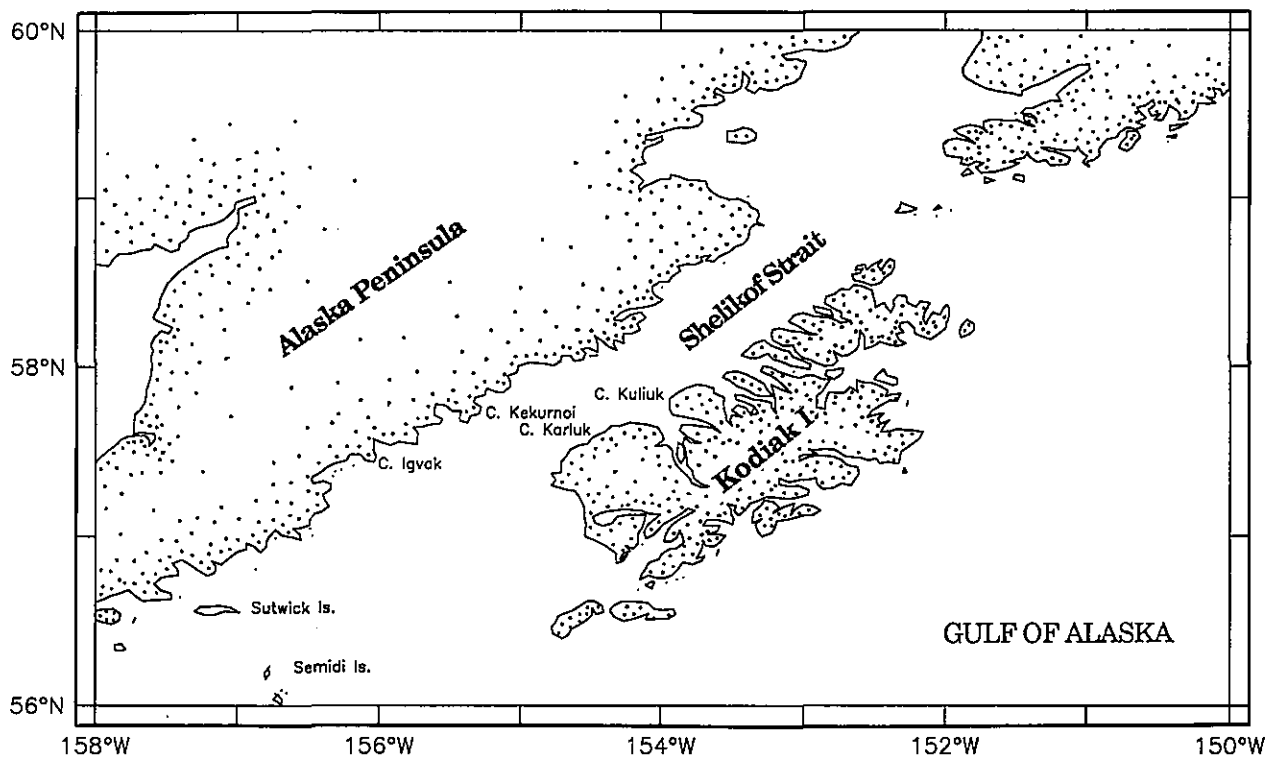 60°N
Alaska Peninsula
Shelikof Strait
58°N
C. Kuliuk
C. Kekurnoi
C. Karluk
Kodiak I.
C. Igvak
Sutwick Is.
GULF OF ALASKA
Semidi Is.
56°N
158°W
156°W
154°W
152°W
150°W